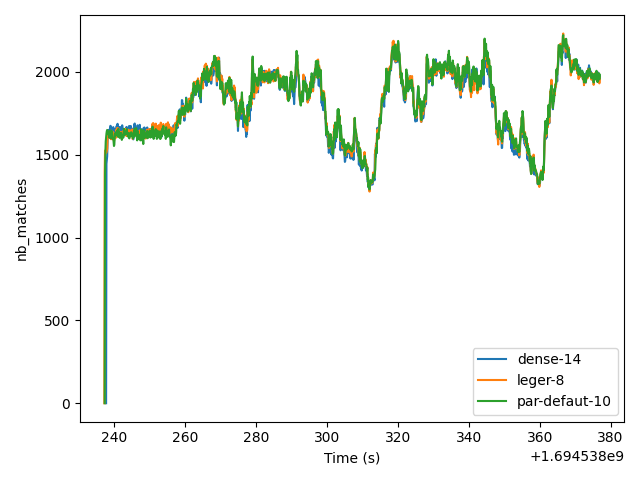 nb_matches
2000
1500
1000
500
0
dense-14
leger-8
par-defaut-10
240 260 280 300 320 340 360 380
Time (s)
+1.694538e9